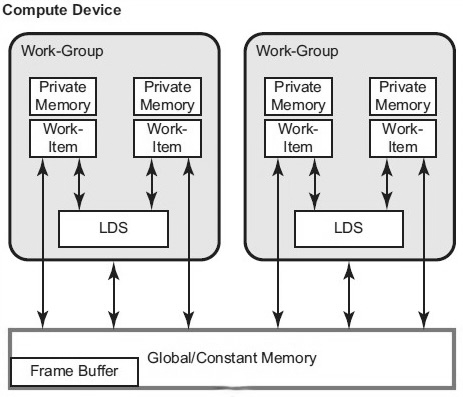 Compute Device
Work-Group
Private
Memory
Private
Memory
Work-
Item
Work-
Item
LDS
Work-Group
Private
Memory
Private
Memory
Work-
Item
Work-
Item
LDS
Global/Constant Memory
Frame Buffer